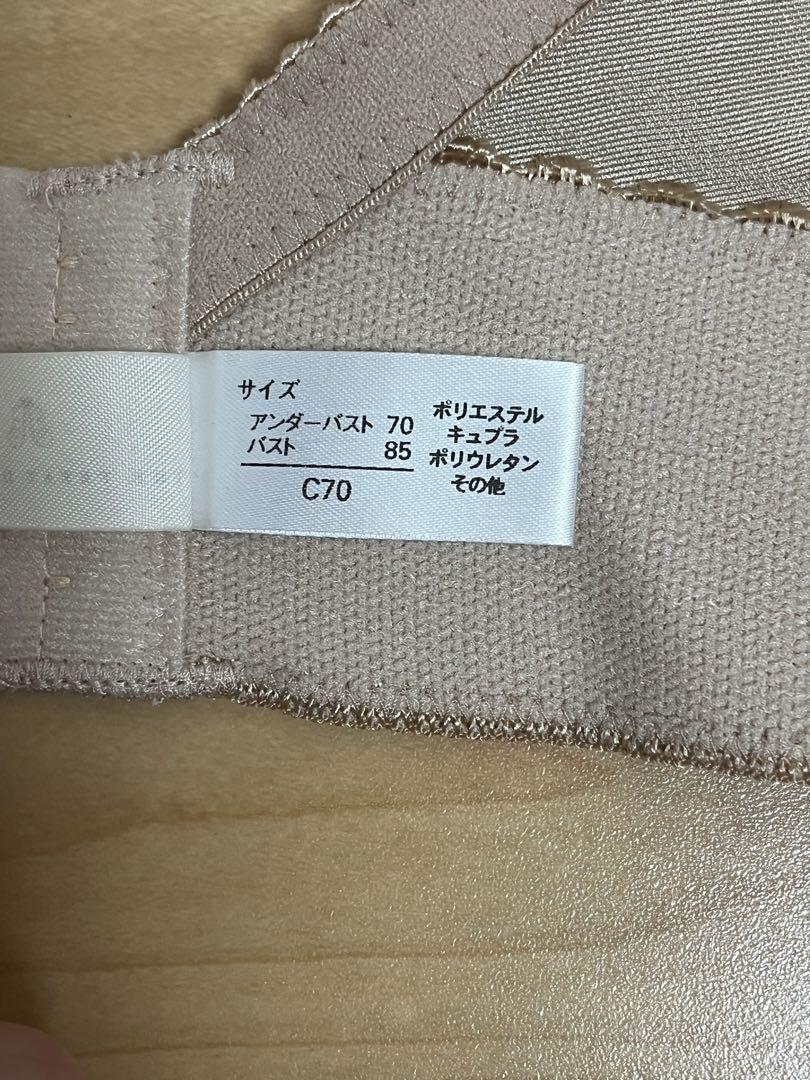 サイズ
アンダーバスト 70
バスト 85
C70
ポリエステル
キュプラ
ポリウレタン
その他